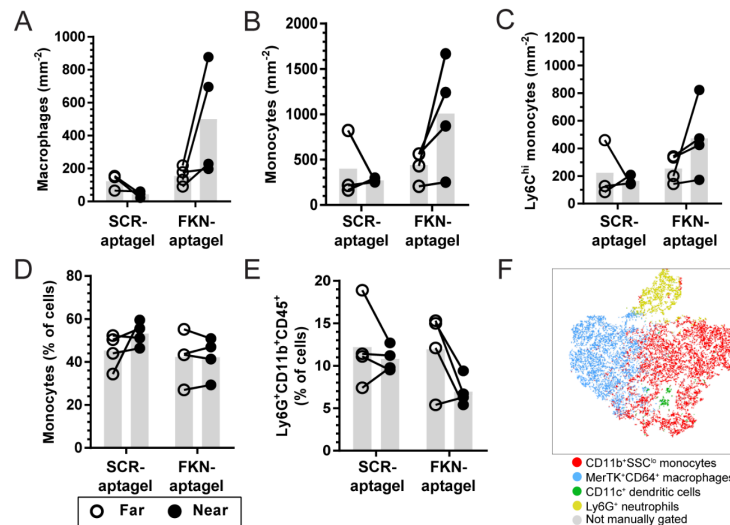 A
Macrophages (mm⁻²)
1000
800
600
400
200
0
SCR-
aptagel
FKN-
aptagel
B
Monocytes (mm⁻²)
2000
1500
1000
500
0
SCR-
aptagel
FKN-
aptagel
C
Ly6Cʰⁱ monocytes (mm⁻²)
1000
800
600
400
200
0
SCR-
aptagel
FKN-
aptagel
D
Monocytes (% of cells)
80
60
40
20
0
SCR-
aptagel
FKN-
aptagel
Far
Near
E
Ly6G⁺CD11b⁺CD45⁺
(% of cells)
20
15
10
5
0
SCR-
aptagel
FKN-
aptagel
F
CD11b⁺SSCˡᵒ monocytes
MerTK⁺CD64⁺ macrophages
CD11c⁺ dendritic cells
Ly6G⁺ neutrophils
Not manually gated